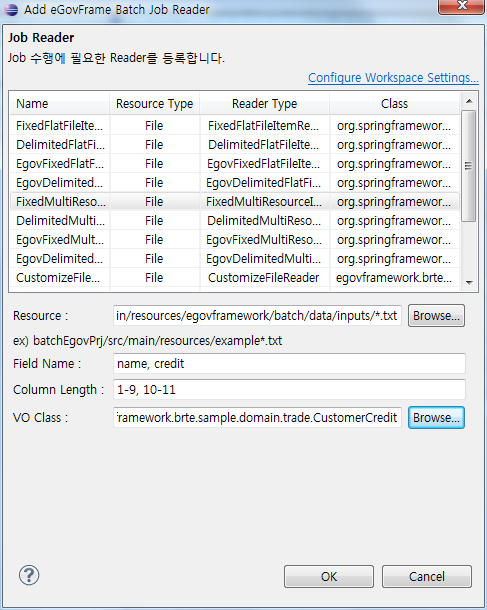 Add eGovFrame Batch Job Reader
Job Reader
Job 수행에 필요한 Reader를 등록합니다.
Configure Workspace Settings...
Name Resource Type Reader Type Class
FixedFlatFileIte... File FixedFlatFileItemRe... org.springframewor...
DelimitedFlatFi... File DelimitedFlatFileIte... org.springframewor...
EgovFixedFlatF... File EgovFixedFlatFileIte... org.springframewor...
EgovDelimited... File EgovDelimitedFlatFi... org.springframewor...
FixedMultiReso... File FixedMultiResourceI... org.springframewor...
DelimitedMulti... File DelimitedMultiReso... org.springframewor...
EgovFixedMult... File EgovFixedMultiReso... org.springframewor...
EgovDelimited... File EgovDelimitedMulti... org.springframewor...
CustomizeFile... File CustomizeFileReader egovframework.brte...
Resource : in/resources/egovframework/batch/data/inputs/*.txt Browse...
ex) batchEgovPrj/src/main/resources/example*.txt
Field Name : name, credit
Column Length : 1-9, 10-11
VO Class : framework.brte.sample.domain.trade.CustomerCredit Browse...
? OK Cancel